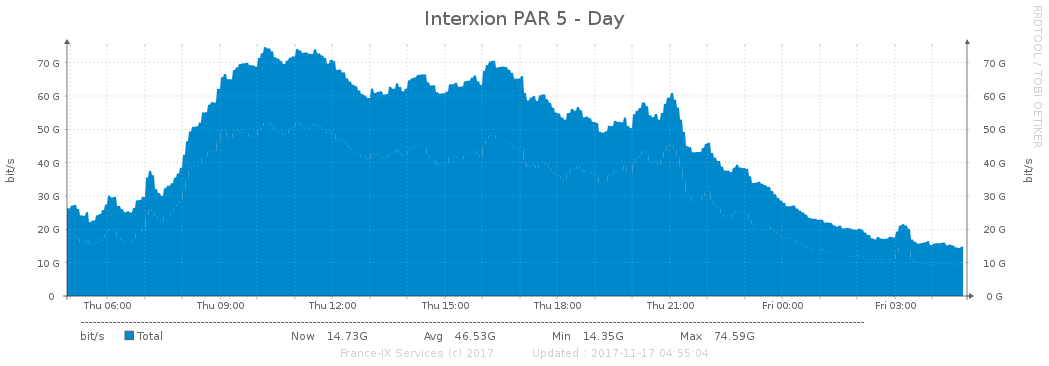 Interxion PAR 5 - Day
RRDTOOL / TOBI OETIKER
bit/s
bit/s
70 G
60 G
50 G
40 G
30 G
20 G
10 G
0
70 G
60 G
50 G
40 G
30 G
20 G
10 G
0 G
Thu 06:00 Thu 09:00 Thu 12:00 Thu 15:00 Thu 18:00 Thu 21:00 Fri 00:00 Fri 03:00
bit/s Total Now 14.73G Avg 46.53G Min 14.35G Max 74.59G
France-IX Services (c) 2017 Updated : 2017-11-17 04:55:04